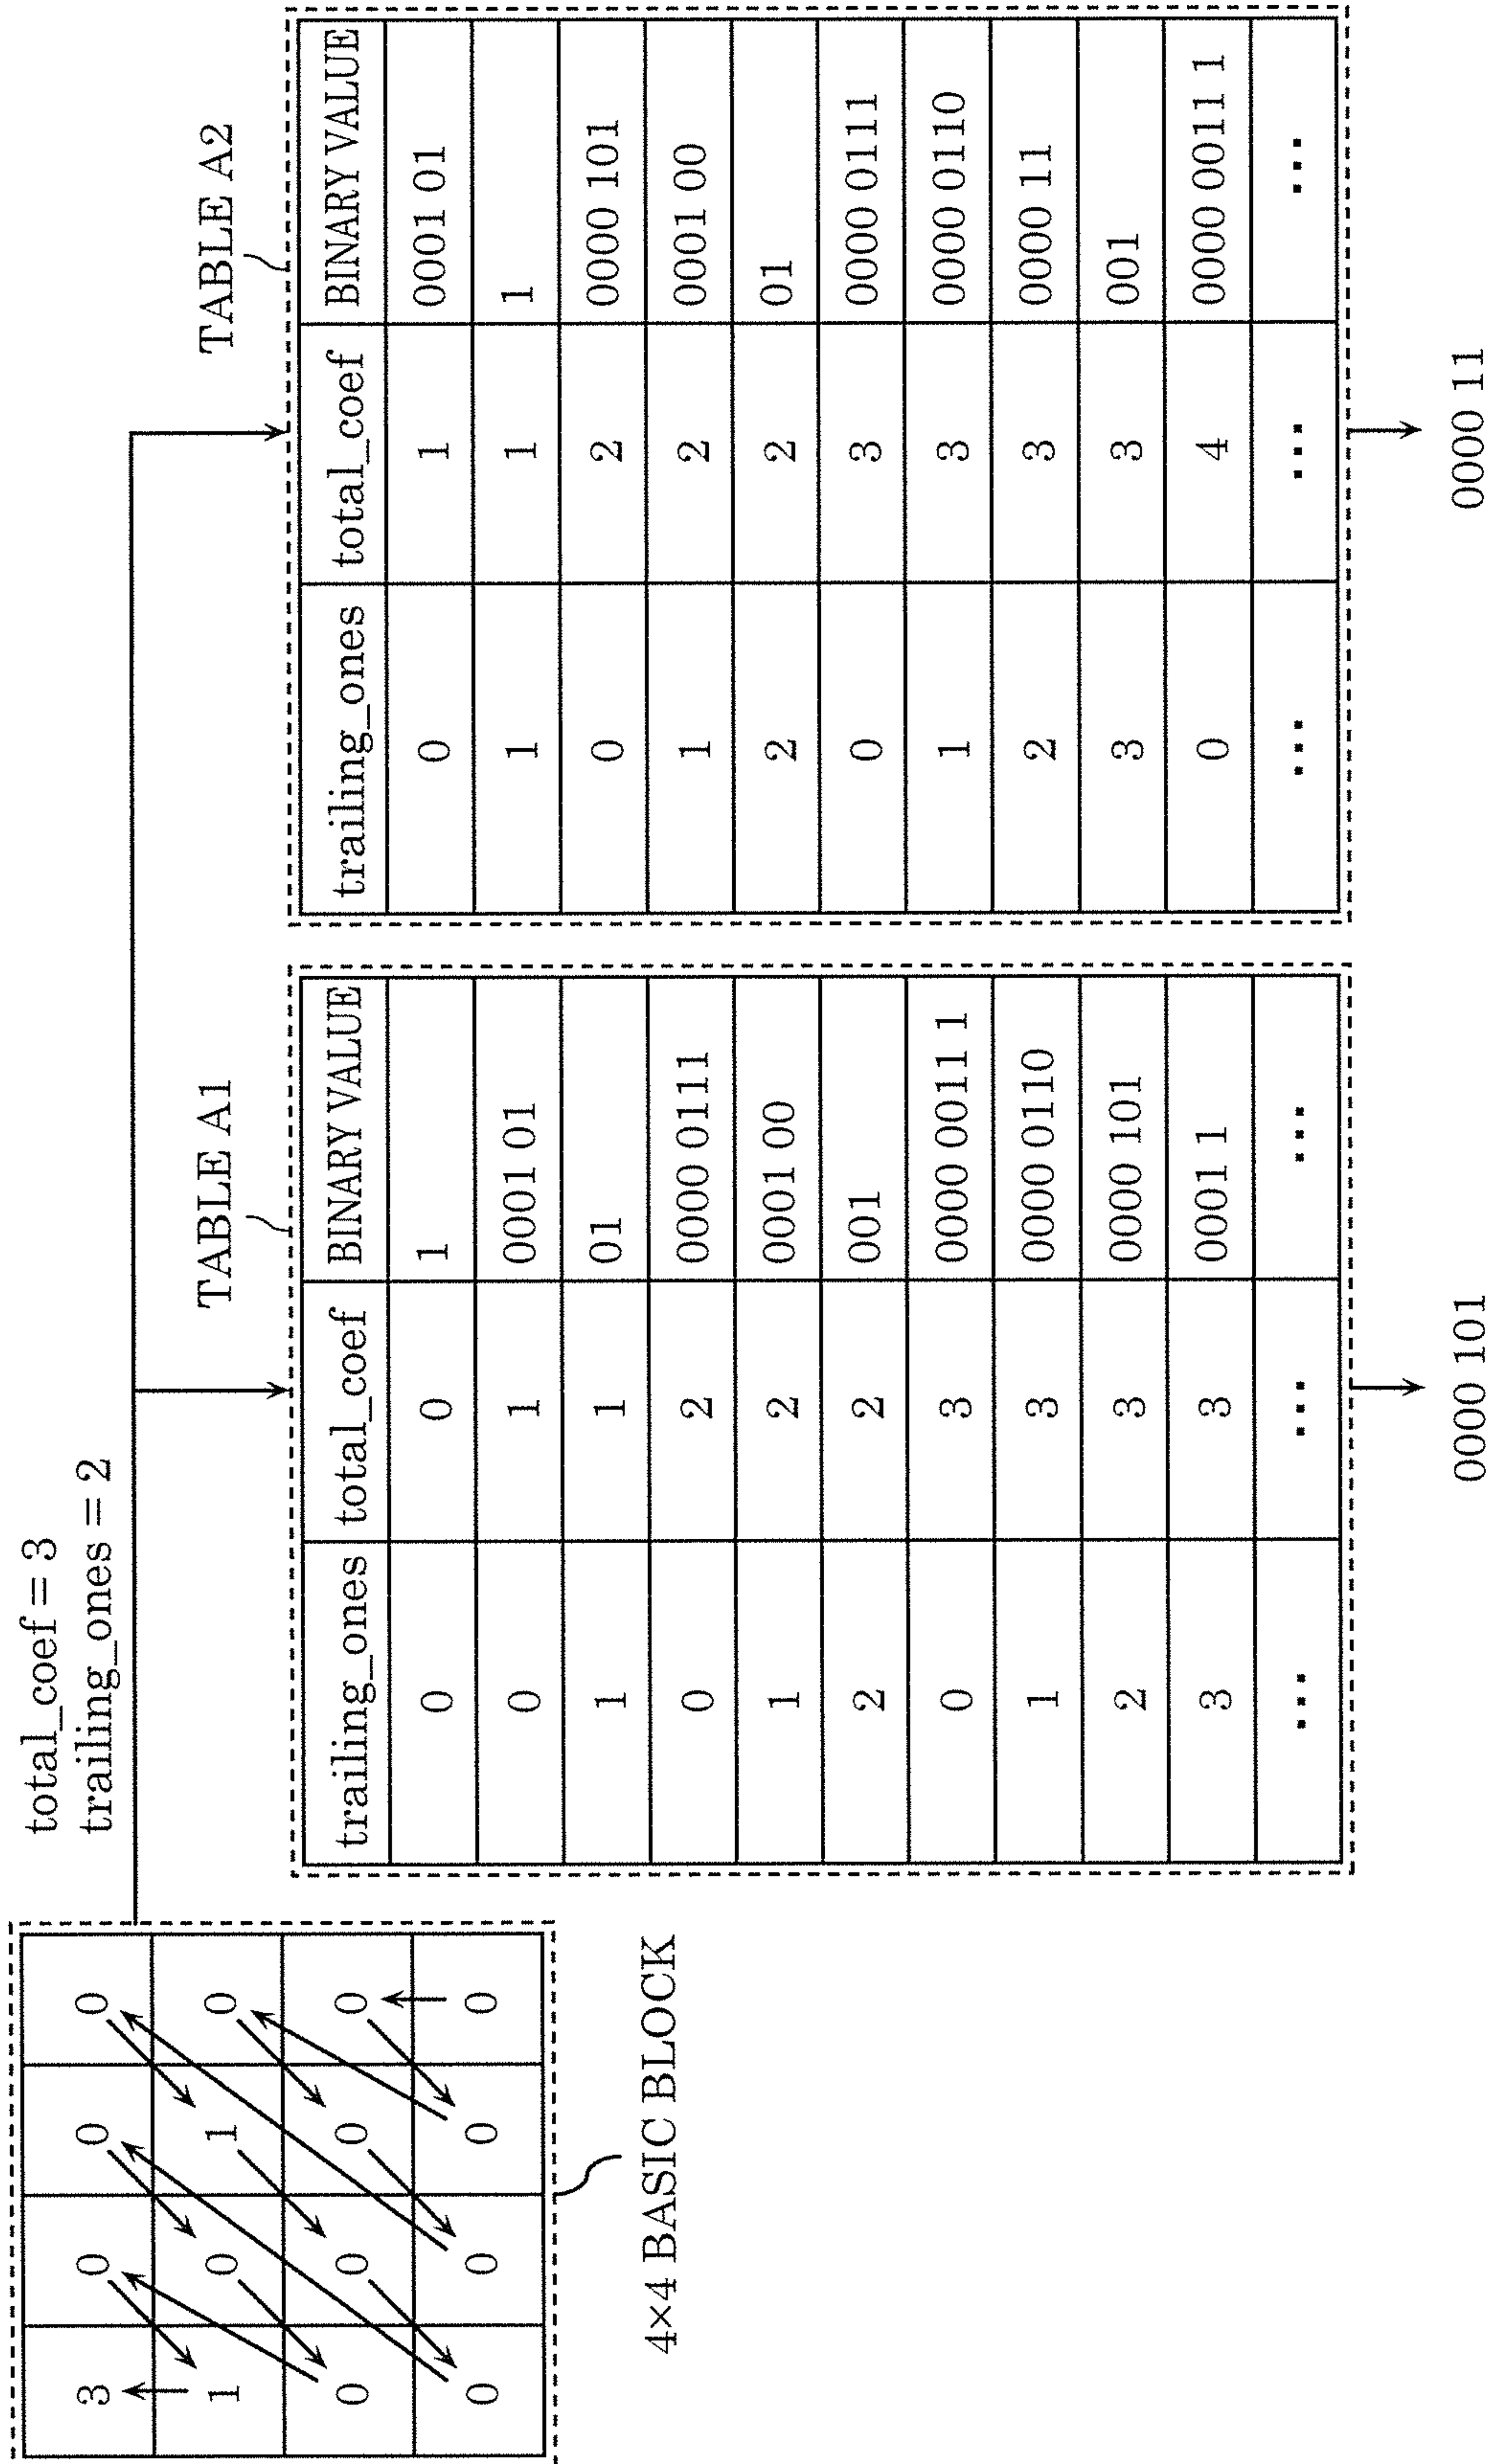 total_coef = 3
trailing_ones = 2
3 0 0 0
1 0 1 0
0 0 0 0
0 0 0 0
4×4 BASIC BLOCK
TABLE A1
trailing_ones total_coef BINARY VALUE
0 0 1
0 1 0001 01
1 1 01
0 2 0000 0111
1 2 0001 00
2 2 001
0 3 0000 0011 1
1 3 0000 0110
2 3 0000 101
3 3 0001 1
... ... ...
0000 101
TABLE A2
trailing_ones total_coef BINARY VALUE
0 1 0001 01
1 1 1
0 2 0000 101
1 2 0001 00
2 2 01
0 3 0000 0111
1 3 0000 0110
2 3 0000 11
3 3 001
0 4 0000 0011 1
... ... ...
0000 11